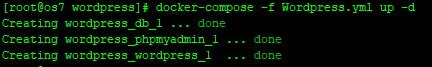 [root@os7 wordpress]# docker-compose -f Wordpress.yml up -d
Creating wordpress_db_1 ... done
Creating wordpress_phpmyadmin_1 ... done
Creating wordpress_wordpress_1  ... done